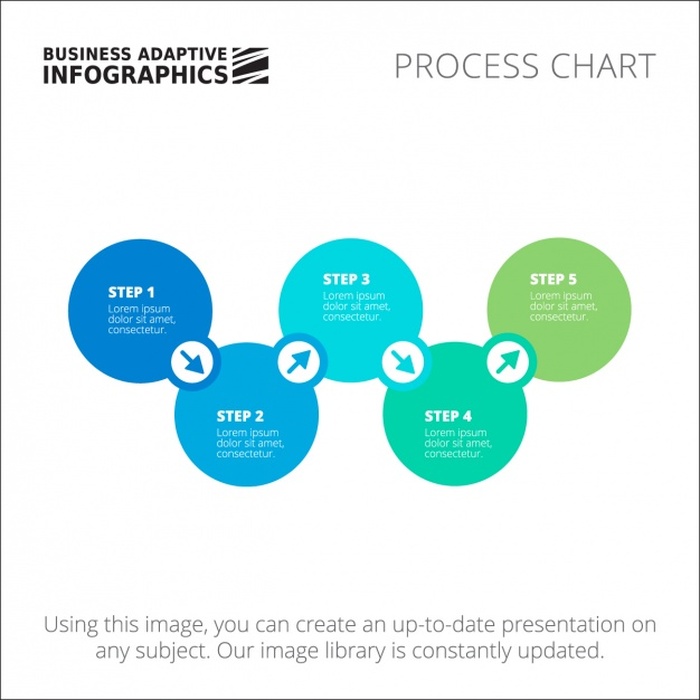 BUSINESS ADAPTIVE
INFOGRAPHICS
PROCESS CHART
STEP 1
Lorem ipsum
dolor sit amet,
consectetur.
STEP 2
Lorem ipsum
dolor sit amet,
consectetur.
STEP 3
Lorem ipsum
dolor sit amet,
consectetur.
STEP 4
Lorem ipsum
dolor sit amet,
consectetur.
STEP 5
Lorem ipsum
dolor sit amet,
consectetur.
Using this image, you can create an up-to-date presentation on
any subject. Our image library is constantly updated.